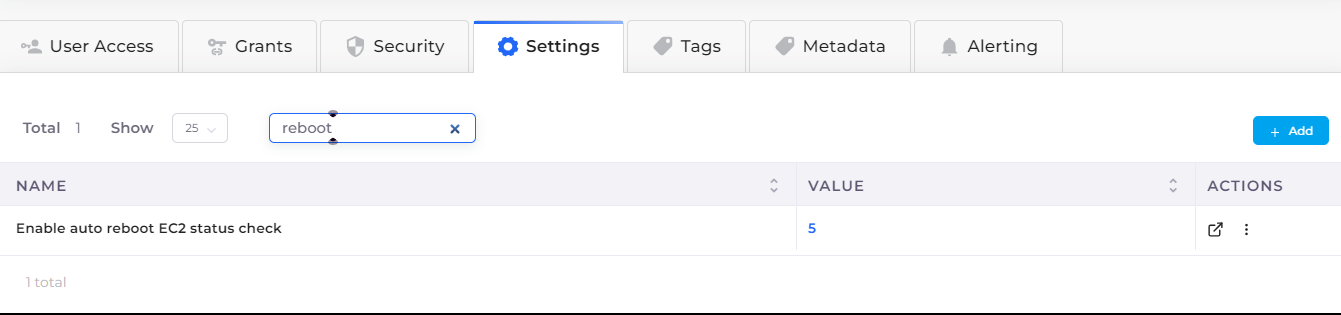 User Access Grants Security Settings Tags Metadata Alerting
Total 1 Show 25 reboot + Add
NAME VALUE ACTIONS
Enable auto reboot EC2 status check 5
1 total